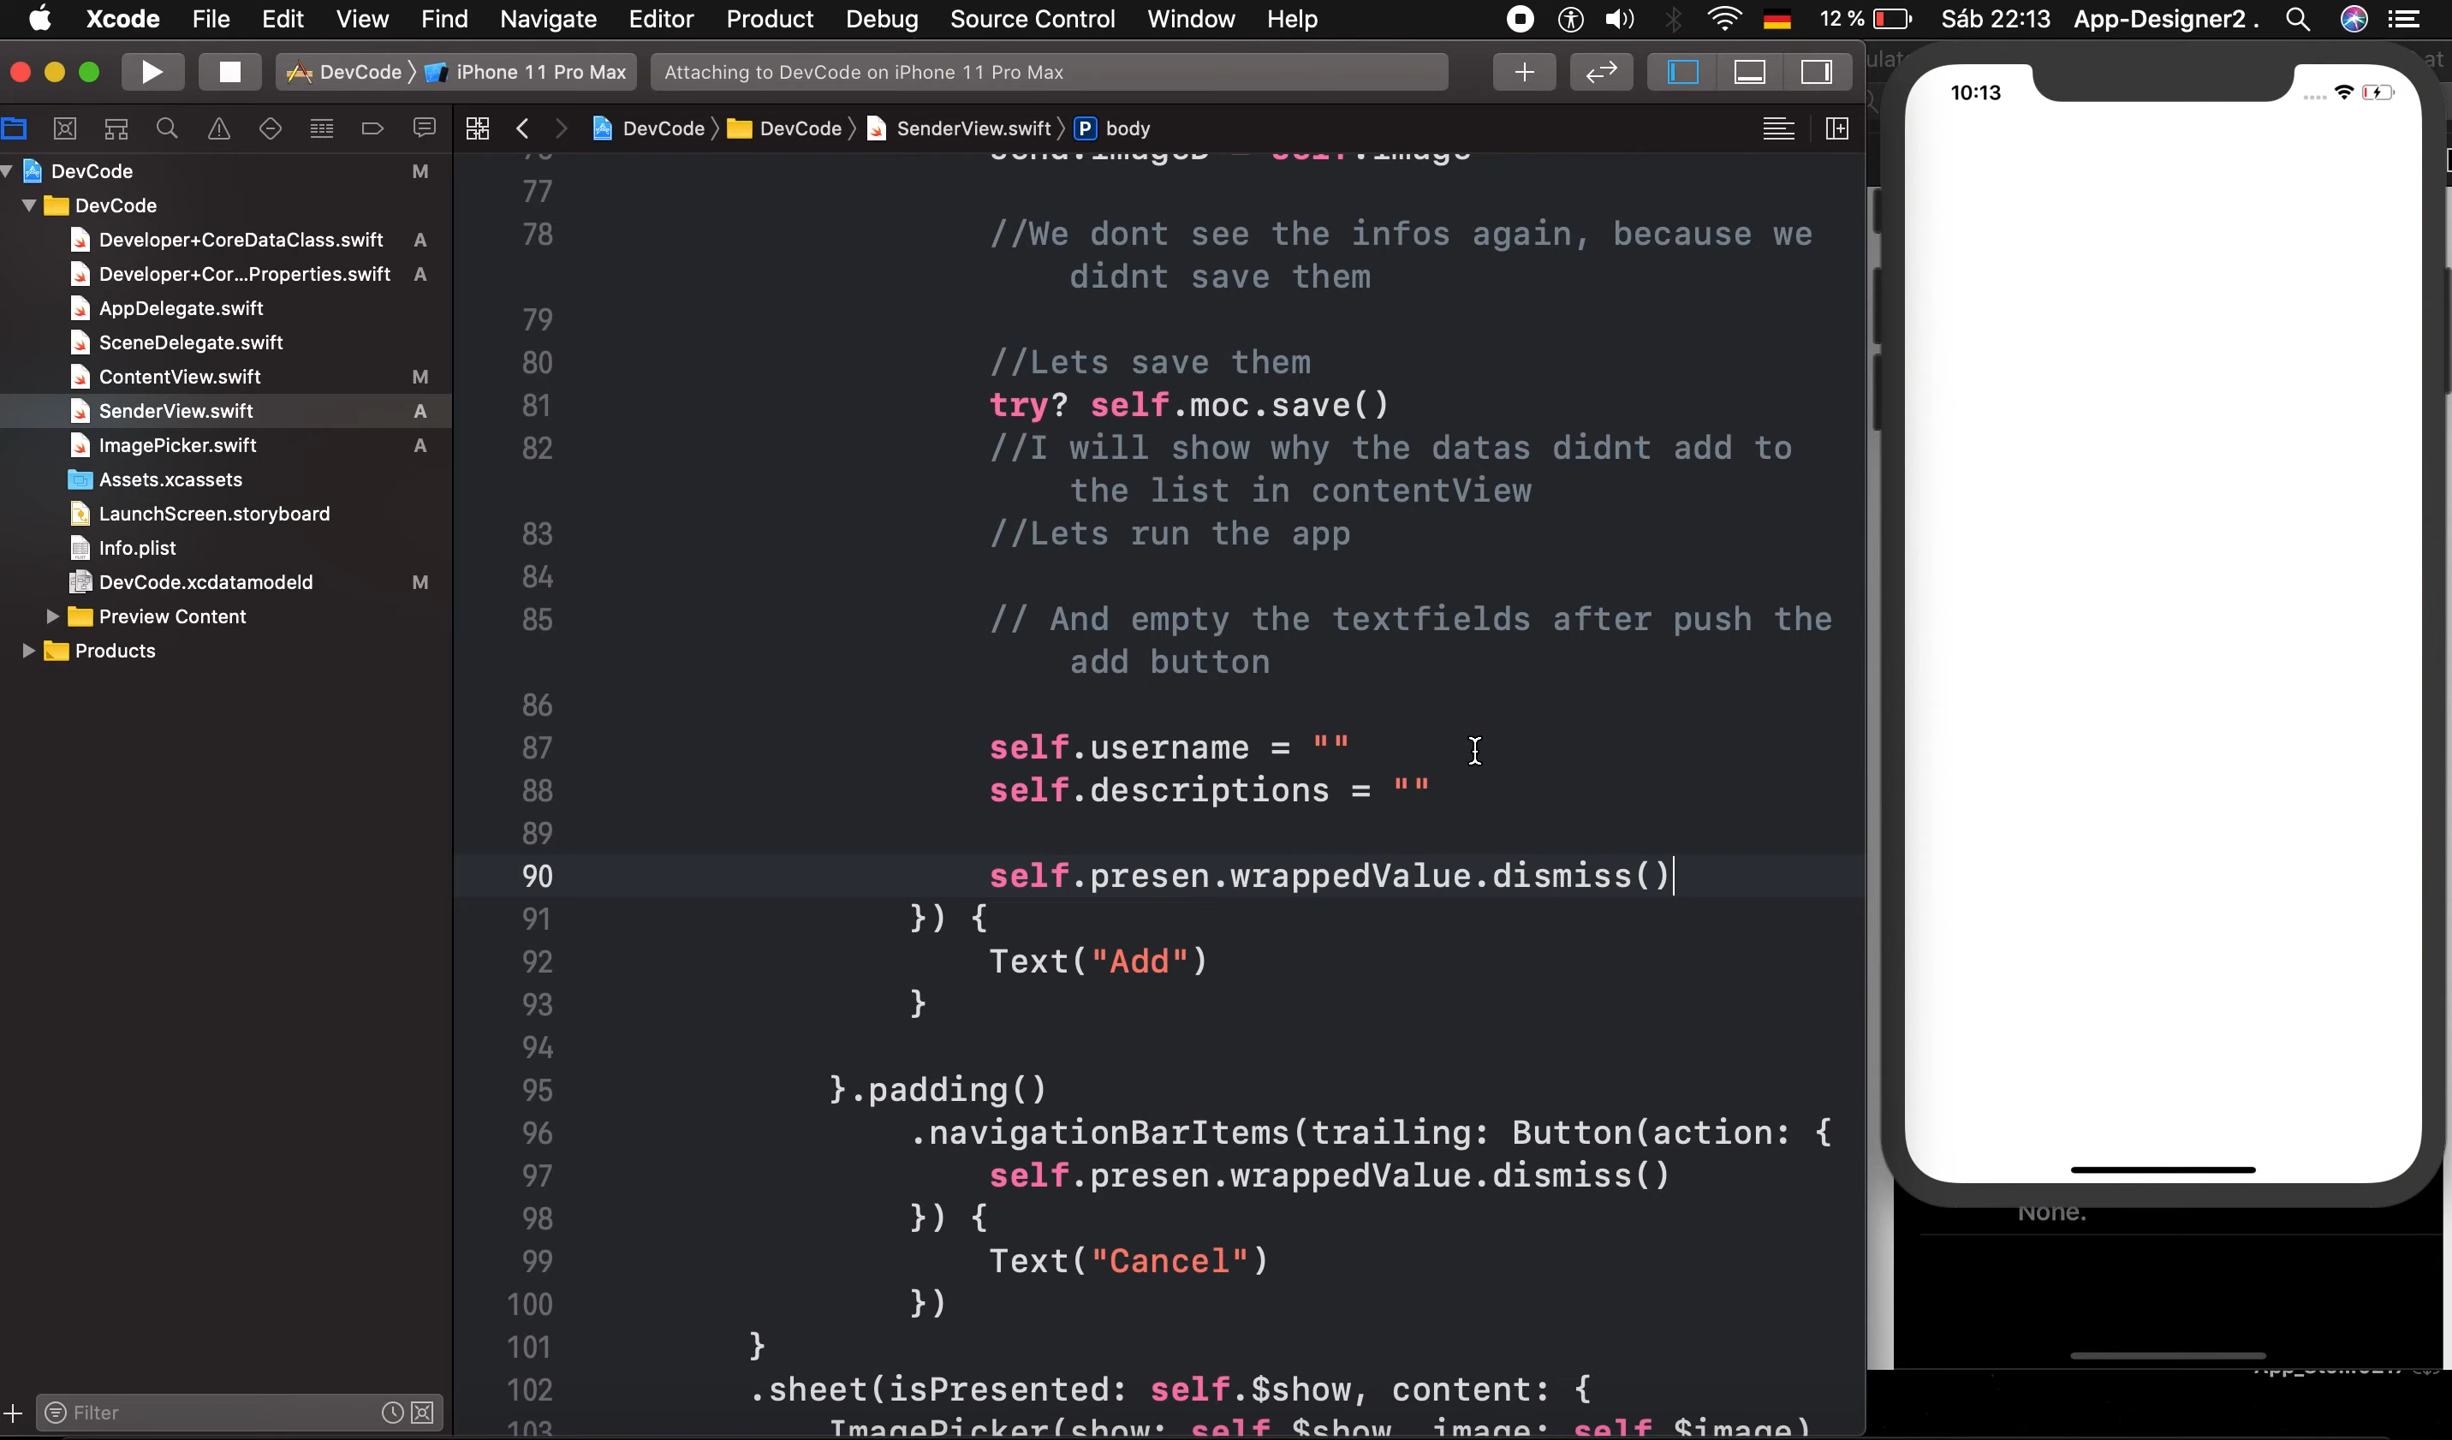 Xcode File Edit View Find Navigate Editor Product Debug Source Control Window Help 12 % Sáb 22:13 App-Designer2 .
DevCode iPhone 11 Pro Max Attaching to DevCode on iPhone 11 Pro Max
DevCode DevCode SenderView.swift P body
DevCode M
DevCode
Developer+CoreDataClass.swift A
Developer+Cor...Properties.swift A
AppDelegate.swift
SceneDelegate.swift
ContentView.swift M
SenderView.swift A
ImagePicker.swift A
Assets.xcassets
LaunchScreen.storyboard
Info.plist
DevCode.xcdatamodeld M
Preview Content
Products
Filter
77
78 //We dont see the infos again, because we
didnt save them
79
80 //Lets save them
81 try? self.moc.save()
82 //I will show why the datas didnt add to
the list in contentView
83 //Lets run the app
84
85 // And empty the textfields after push the
add button
86
87 self.username = ""
88 self.descriptions = ""
89
90 self.presen.wrappedValue.dismiss()
91 }) {
92 Text("Add")
93 }
94
95 }.padding()
96 .navigationBarItems(trailing: Button(action: {
97 self.presen.wrappedValue.dismiss()
98 }) {
99 Text("Cancel")
100 })
101 }
102 .sheet(isPresented: self.$show, content: {
103 ImagePicker(show: self.$show, image: self.$image)
10:13
None.